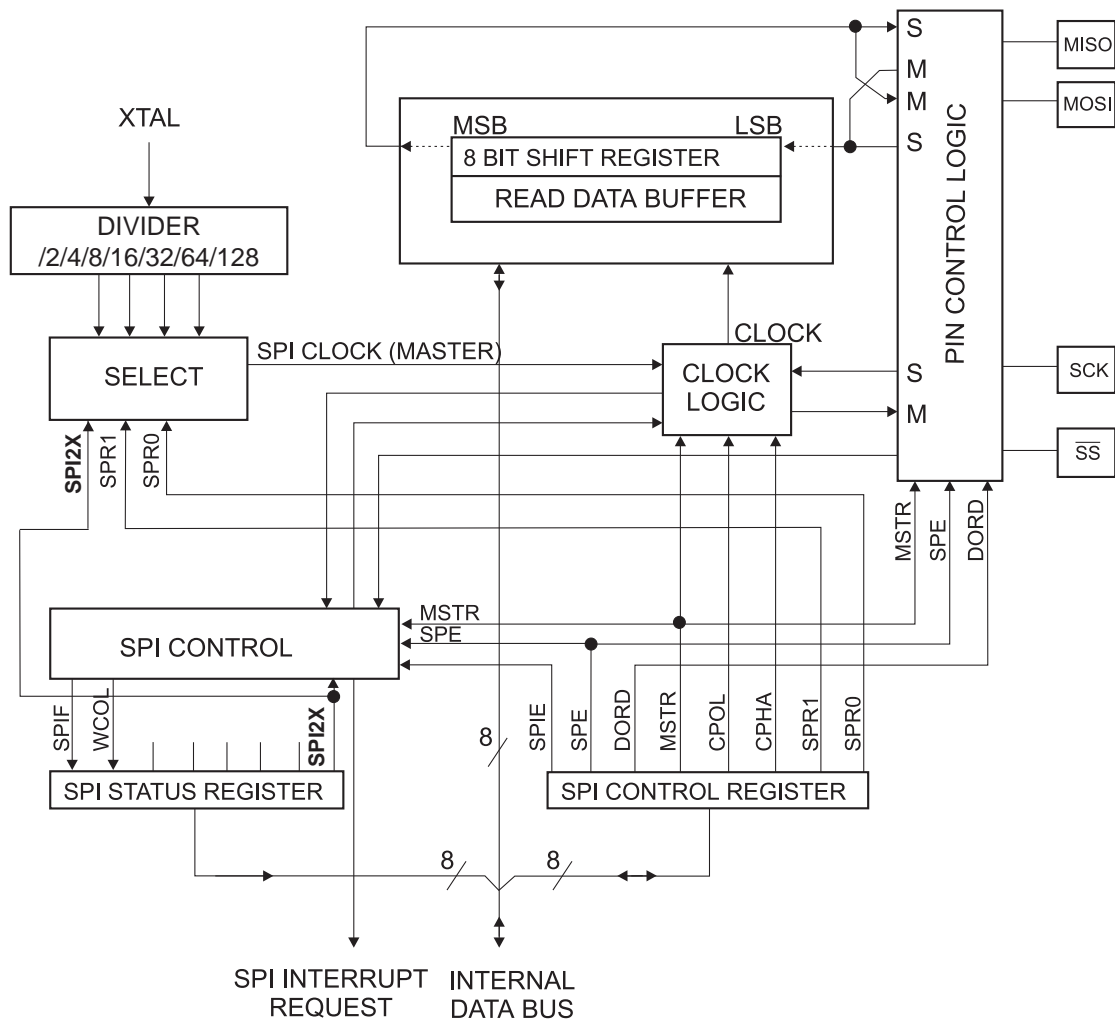 S
MISO
M
M
MOSI
S
XTAL
MSB
LSB
8 BIT SHIFT REGISTER
READ DATA BUFFER
DIVIDER
/2/4/8/16/32/64/128
PIN CONTROL LOGIC
SPI CLOCK (MASTER)
CLOCK
SELECT
CLOCK
LOGIC
S
M
SCK
SS
SPI2X
SPR1
SPR0
MSTR
SPE
DORD
MSTR
SPE
SPI CONTROL
SPIF
WCOL
SPI2X
8
SPIE
SPE
DORD
MSTR
CPOL
CPHA
SPR1
SPR0
SPI STATUS REGISTER
SPI CONTROL REGISTER
8
8
SPI INTERRUPT
REQUEST
INTERNAL
DATA BUS